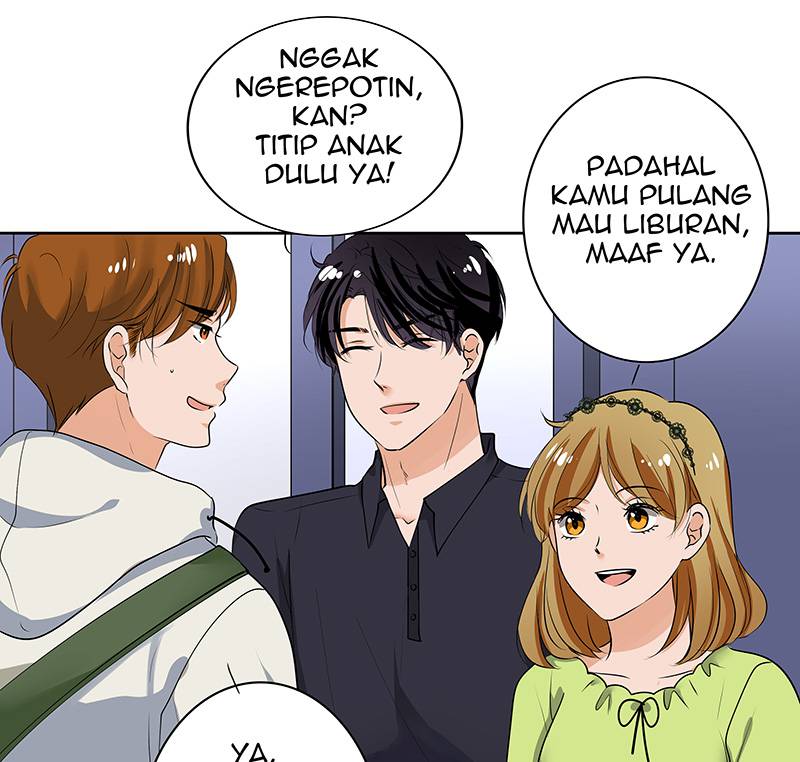 NGGAK
NGEREPOTIN,
KAN?
TITIP ANAK
DULU YA!
PADAHAL
KAMU PULANG
MAU LIBURAN,
MAAF YA.
YA,